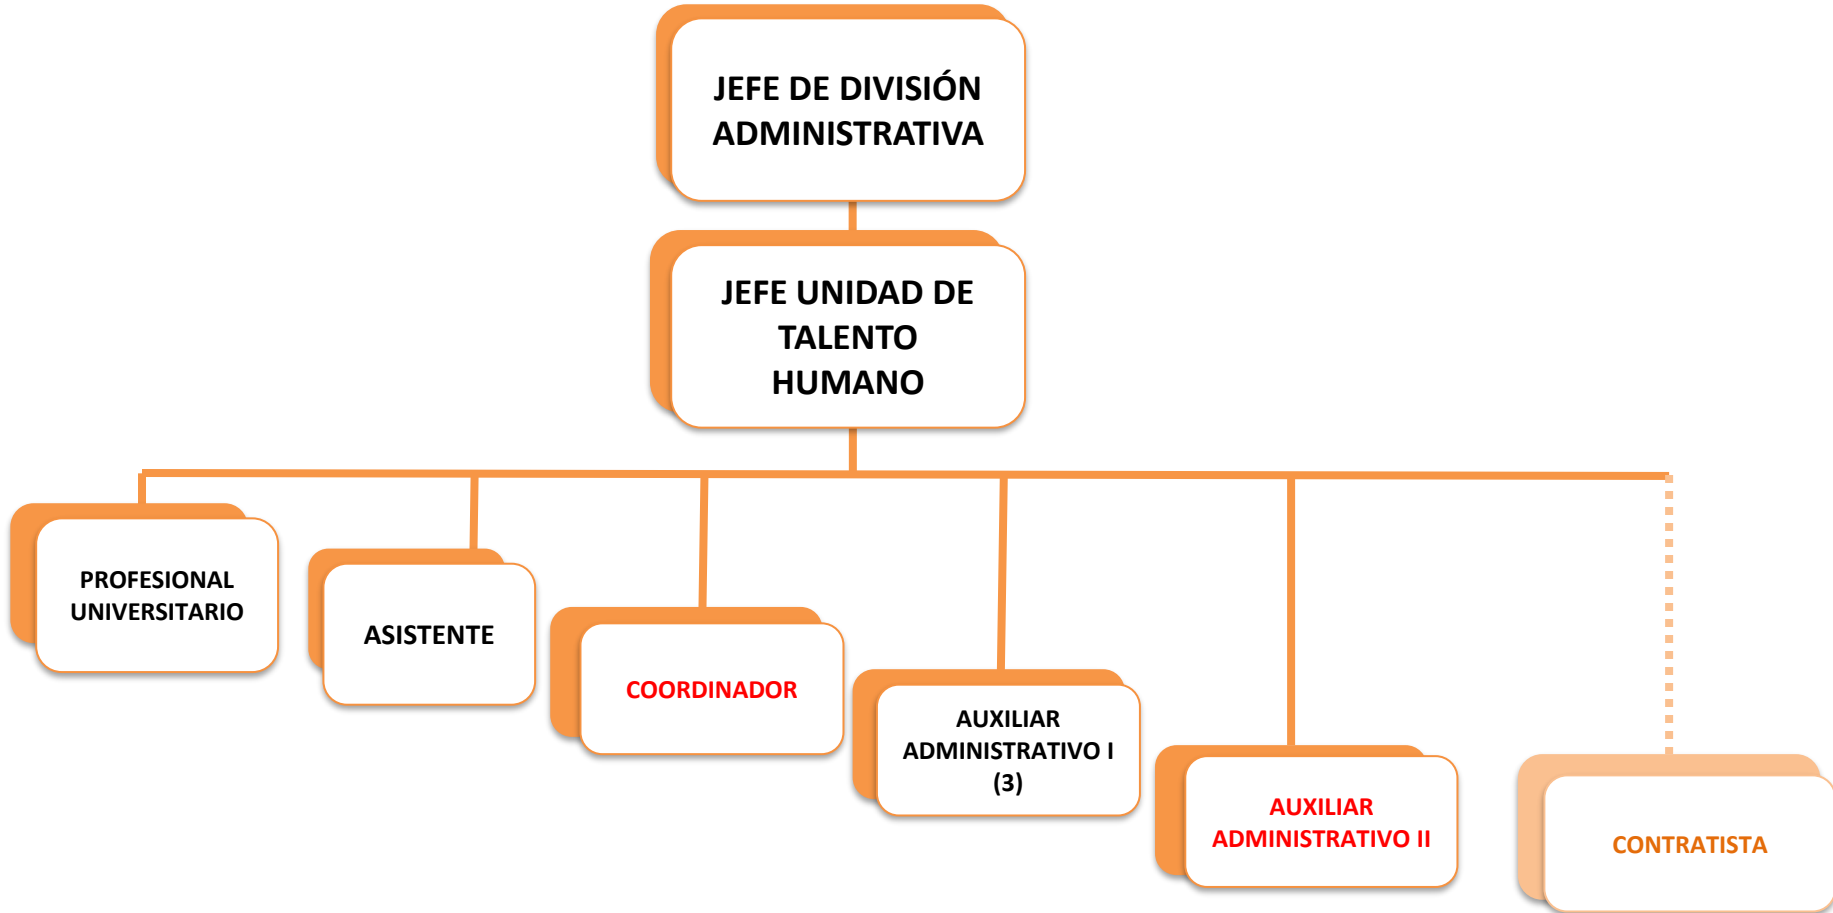 JEFE DE DIVISIÓN
ADMINISTRATIVA
JEFE UNIDAD DE
TALENTO
HUMANO
PROFESIONAL
UNIVERSITARIO
ASISTENTE
COORDINADOR
AUXILIAR
ADMINISTRATIVO I
(3)
AUXILIAR
ADMINISTRATIVO II
CONTRATISTA